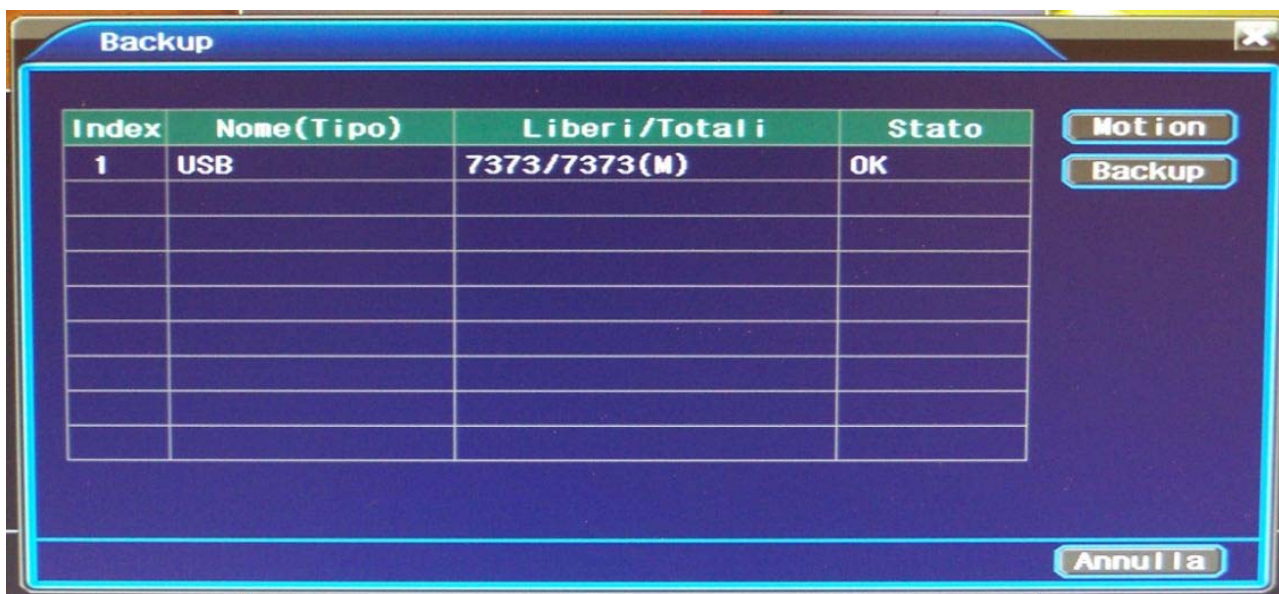 Backup
Index Nome(Tipo) Liberi/Totali Stato Motion
1 USB 7373/7373(M) OK Backup
Annulla